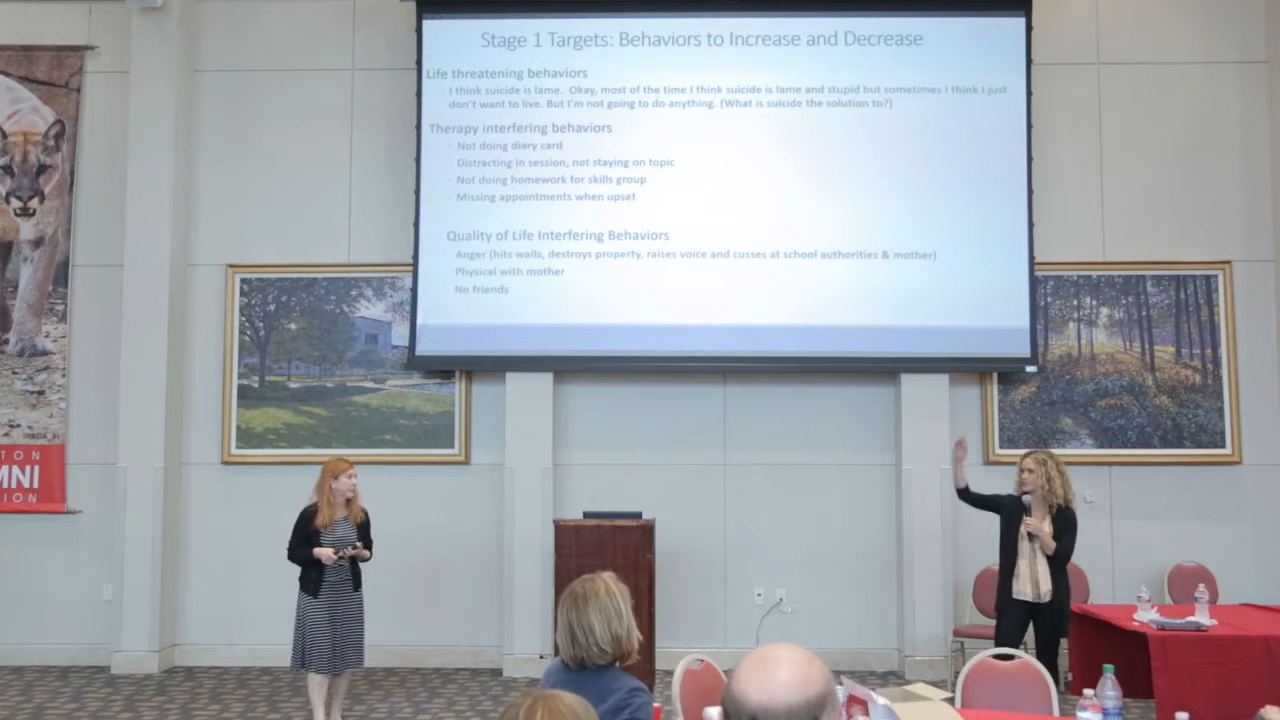 Stage 1 Targets: Behaviors to Increase and Decrease
Life threatening behaviors
I think suicide is lame. Okay, most of the time I think suicide is lame and stupid but sometimes I think I just
don't want to live. But I'm not going to do anything. (What is suicide the solution to?)
Therapy interfering behaviors
Not doing diary card
Distracting in session, not staying on topic
Not doing homework for skills group
Missing appointments when upset
Quality of Life Interfering Behaviors
Anger (hits walls, destroys property, raises voice and cusses at school authorities & mother)
Physical with mother
No friends
TON
MNI
ION